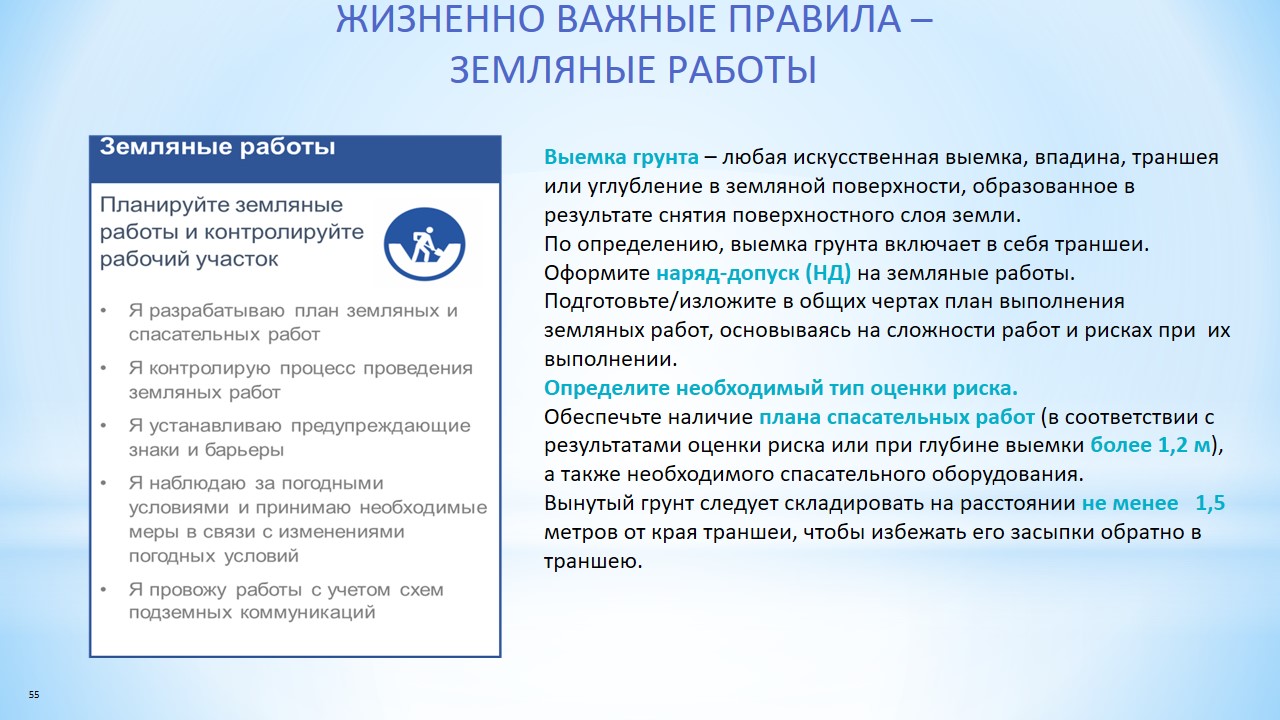 ЖИЗНЕННО ВАЖНЫЕ ПРАВИЛА –
ЗЕМЛЯНЫЕ РАБОТЫ
Земляные работы
Планируйте земляные
работы и контролируйте
рабочий участок
• Я разрабатываю план земляных и
спасательных работ
• Я контролирую процесс проведения
земляных работ
• Я устанавливаю предупреждающие
знаки и барьеры
• Я наблюдаю за погодными
условиями и принимаю необходимые
меры в связи с изменениями
погодных условий
• Я провожу работы с учетом схем
подземных коммуникаций
Выемка грунта – любая искусственная выемка, впадина, траншея
или углубление в земляной поверхности, образованное в
результате снятия поверхностного слоя земли.
По определению, выемка грунта включает в себя траншеи.
Оформите наряд-допуск (НД) на земляные работы.
Подготовьте/изложите в общих чертах план выполнения
земляных работ, основываясь на сложности работ и рисках при их
выполнении.
Определите необходимый тип оценки риска.
Обеспечьте наличие плана спасательных работ (в соответствии с
результатами оценки риска или при глубине выемки более 1,2 м),
а также необходимого спасательного оборудования.
Вынутый грунт следует складировать на расстоянии не менее 1,5
метров от края траншеи, чтобы избежать его засыпки обратно в
траншею.
55